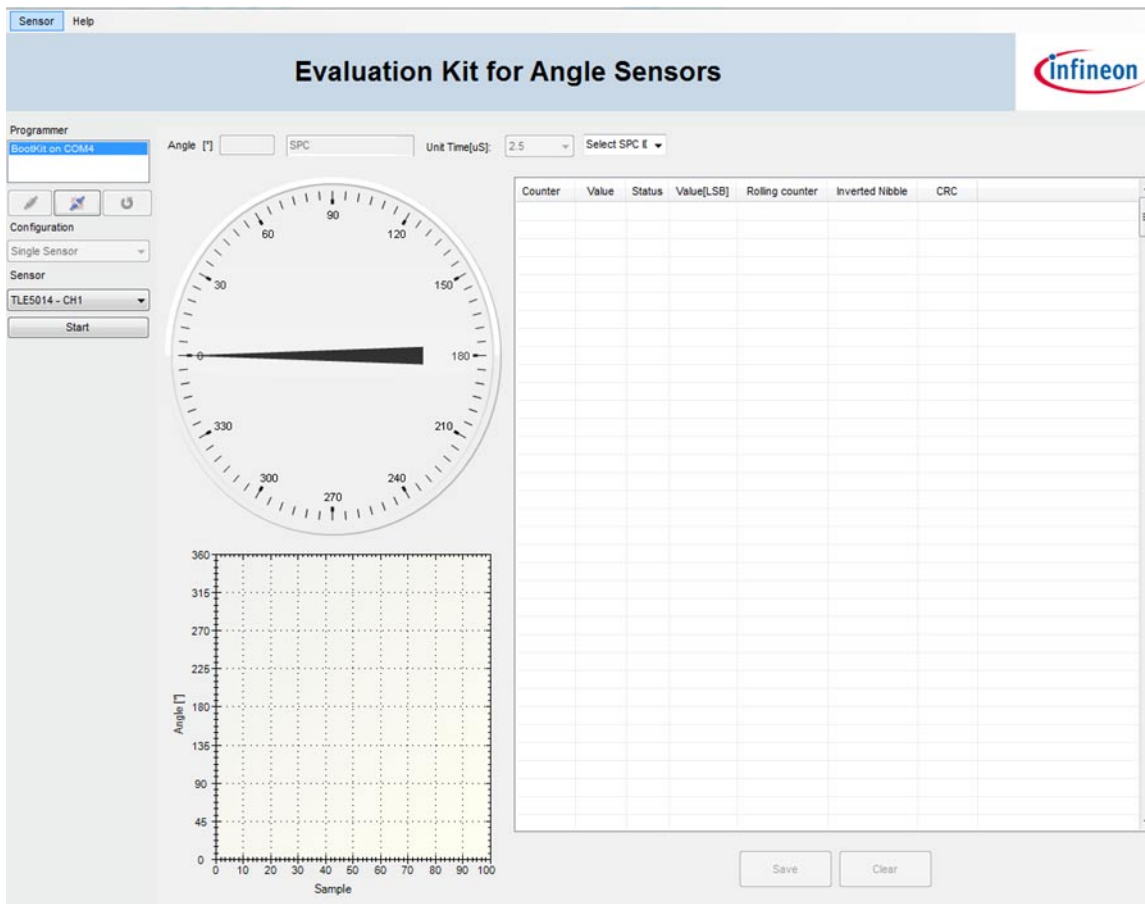 Sensor Help
Evaluation Kit for Angle Sensors
infineon
Programmer
BootKit on COM4
Configuration
Single Sensor
Sensor
TLE5014 - CH1
Start
Angle [°] SPC Unit Time[uS]: 2.5 Select SPC I
90
60 120
30 150
0 180
330 210
300 240
270
Counter Value Status Value[LSB] Rolling counter Inverted Nibble CRC
360
315
270
225
180
135
90
45
0
Angle [°]
0 10 20 30 40 50 60 70 80 90 100
Sample
Save Clear